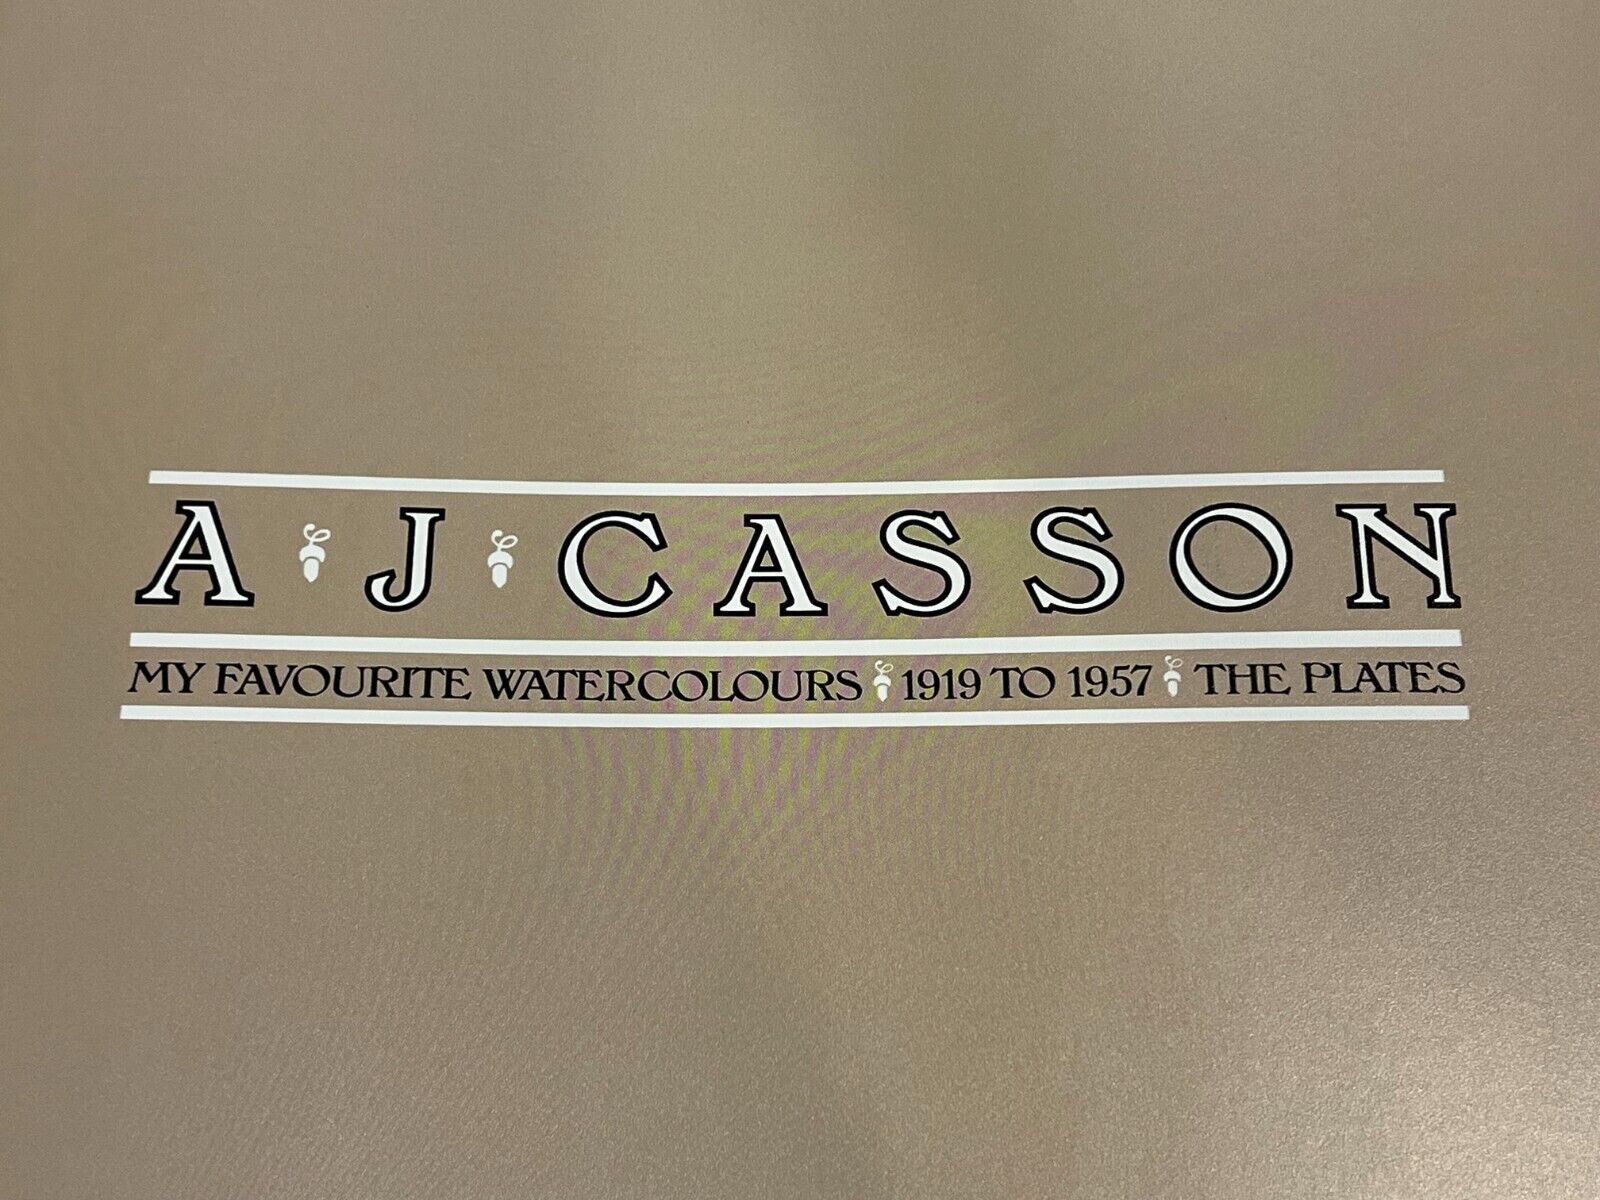 A J CASSON
MY FAVOURITE WATERCOLOURS 1919 TO 1957 THE PLATES